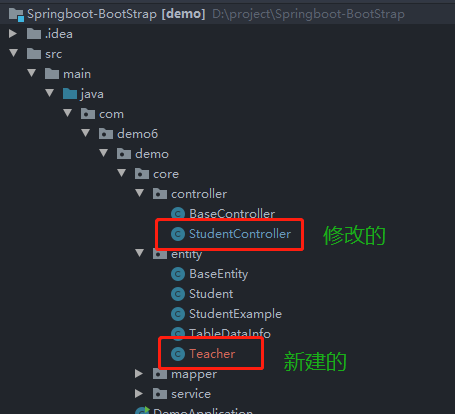 Springboot-BootStrap [demo] D:\project\Springboot-BootStrap
.idea
src
main
java
com
demo6
demo
core
controller
BaseController
StudentController 修改的
entity
BaseEntity
Student
StudentExample
TableDataInfo
Teacher 新建的
mapper
service
DemoApplication